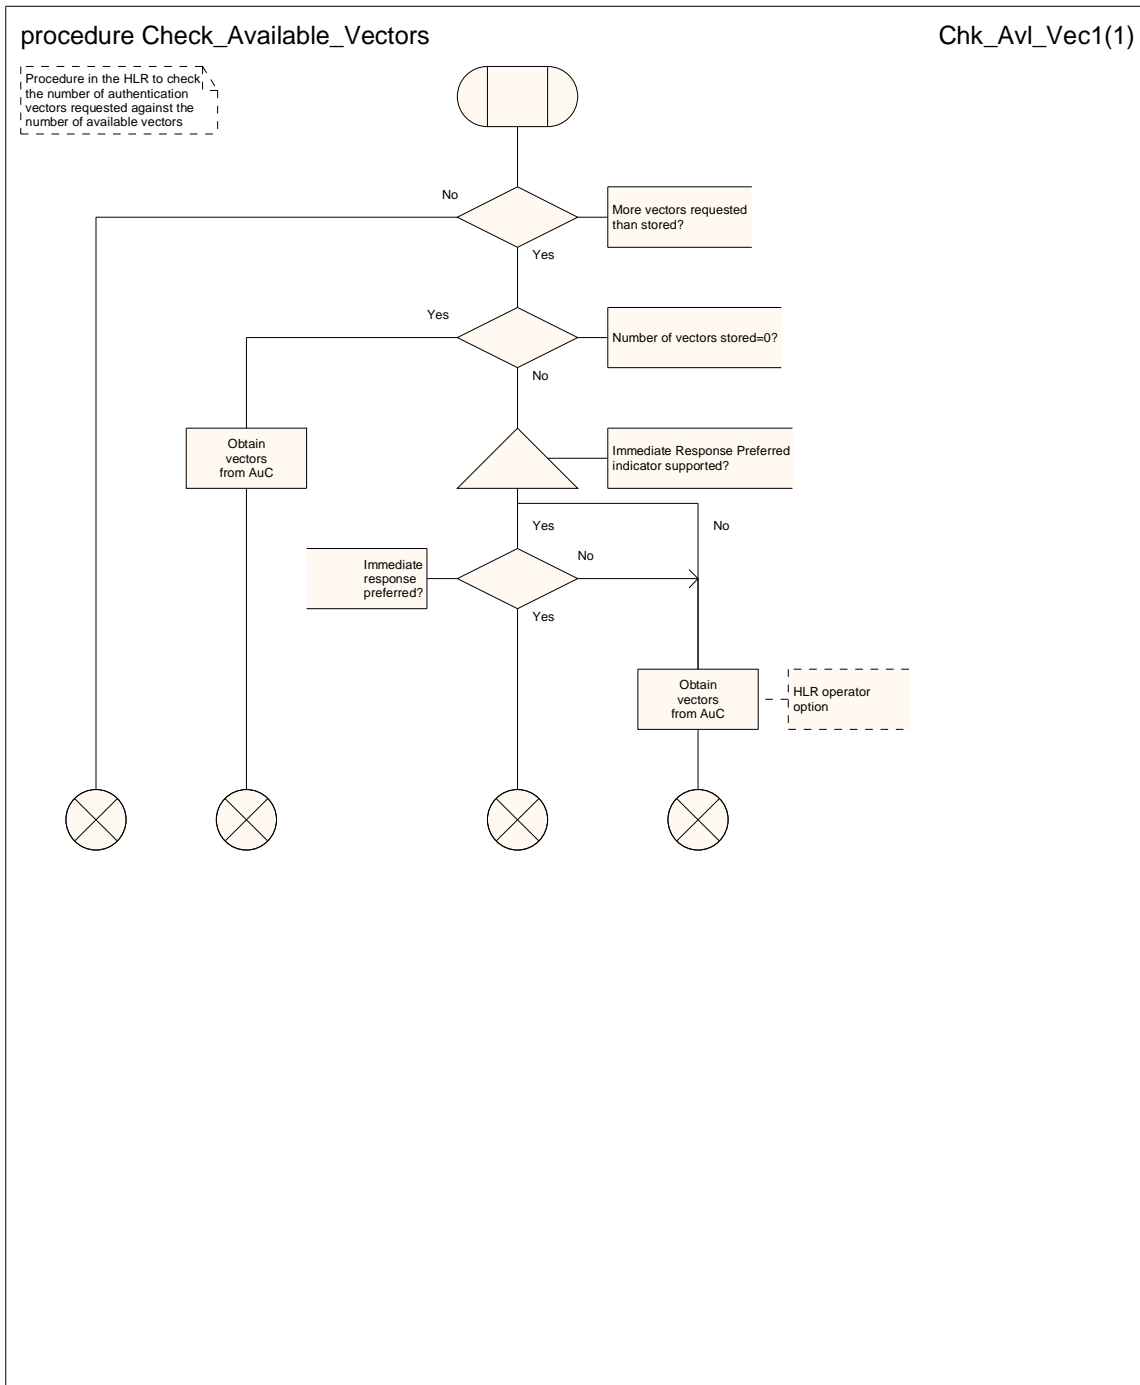 procedure Check_Available_Vectors
Chk_Avl_Vec1(1)
Procedure in the HLR to check
the number of authentication
vectors requested against the
number of available vectors
No
More vectors requested
than stored?
Yes
Yes
Number of vectors stored=0?
No
Obtain
vectors
from AuC
Immediate Response Preferred
indicator supported?
Yes
No
Immediate
response
preferred?
No
Yes
Obtain
vectors
from AuC
HLR operator
option